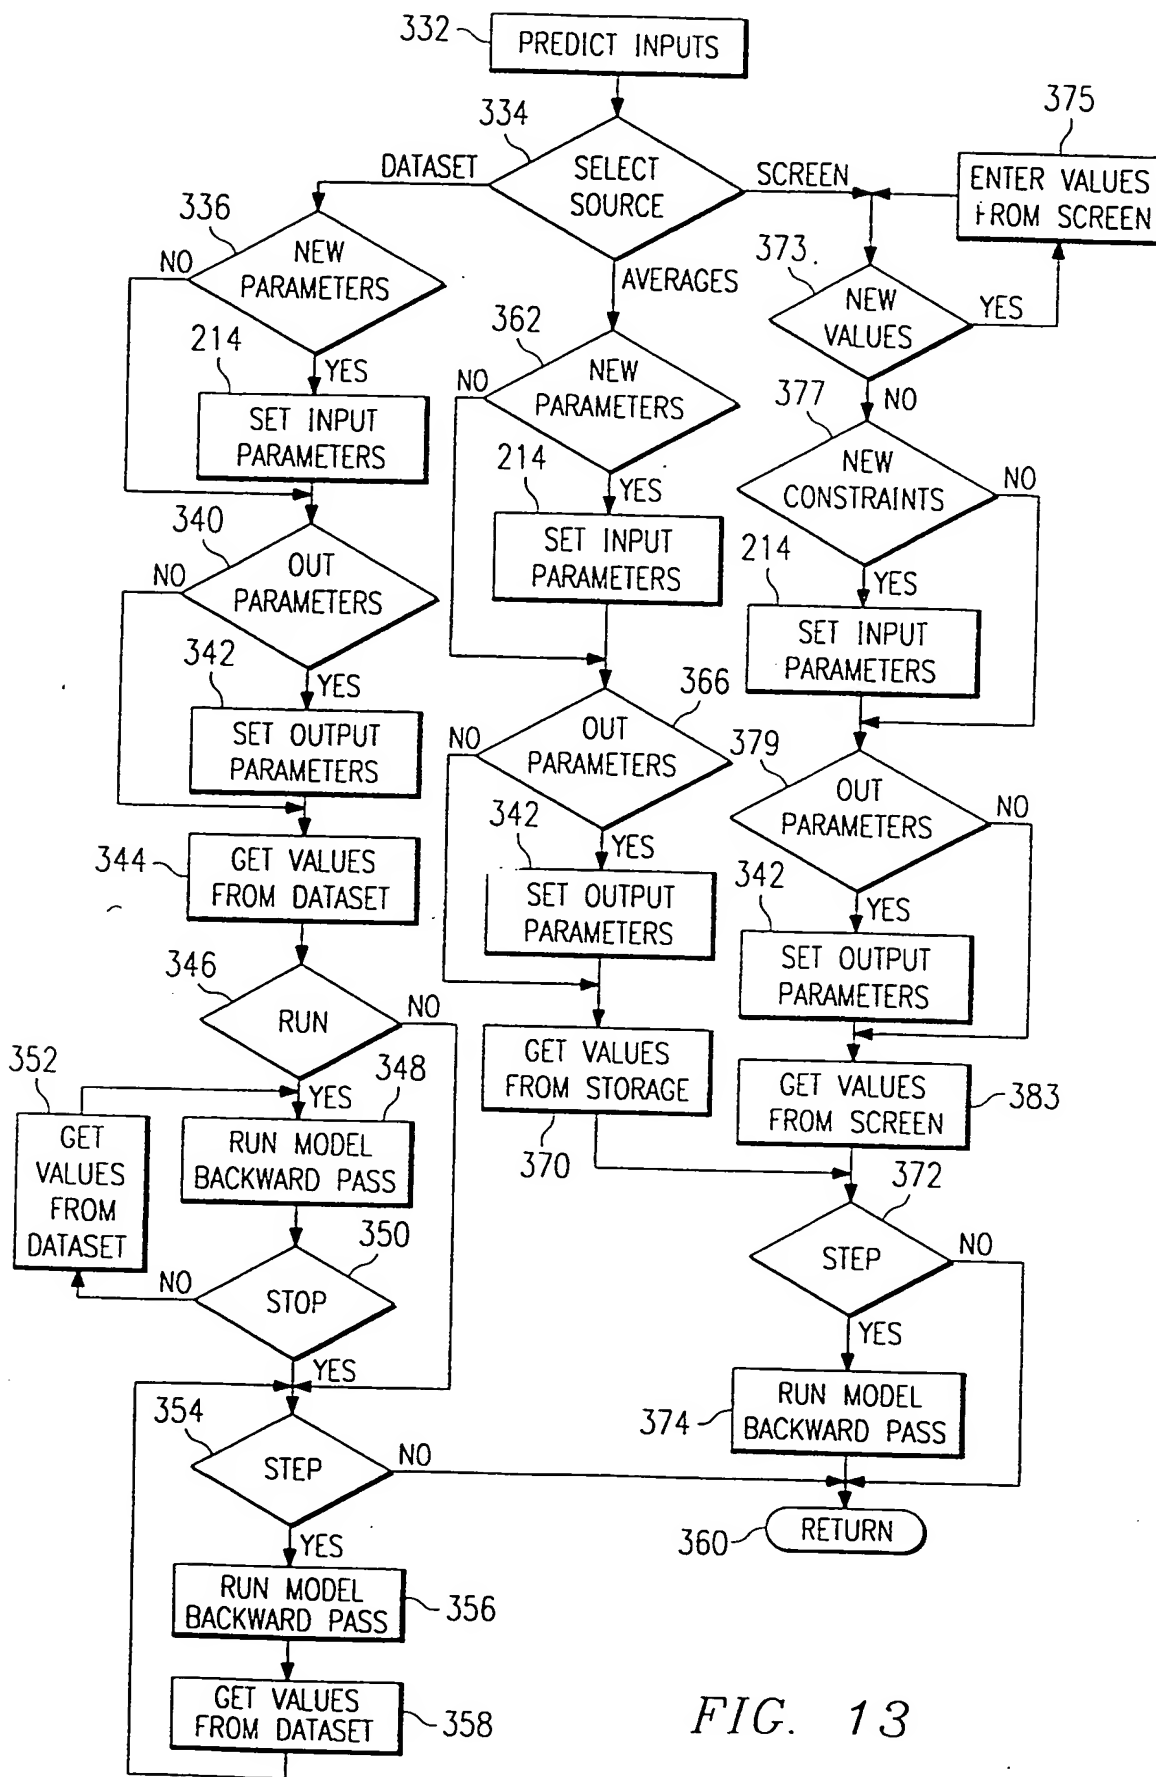 332
PREDICT INPUTS
334
SELECT
SOURCE
DATASET
SCREEN
AVERAGES
375
ENTER VALUES
FROM SCREEN
336
NEW
PARAMETERS
NO
YES
214
SET INPUT
PARAMETERS
340
OUT
PARAMETERS
NO
YES
342
SET OUTPUT
PARAMETERS
344
GET VALUES
FROM DATASET
346
RUN
NO
YES
348
RUN MODEL
BACKWARD PASS
352
GET
VALUES
FROM
DATASET
350
STOP
NO
YES
354
STEP
NO
YES
RUN MODEL
BACKWARD PASS
356
GET VALUES
FROM DATASET
358
362
NEW
PARAMETERS
NO
YES
214
SET INPUT
PARAMETERS
366
OUT
PARAMETERS
NO
YES
342
SET OUTPUT
PARAMETERS
GET VALUES
FROM STORAGE
370
373
NEW
VALUES
YES
NO
377
NEW
CONSTRAINTS
NO
YES
214
SET INPUT
PARAMETERS
379
OUT
PARAMETERS
NO
YES
342
SET OUTPUT
PARAMETERS
GET VALUES
FROM SCREEN
383
372
STEP
NO
YES
374
RUN MODEL
BACKWARD PASS
360
RETURN
FIG. 13